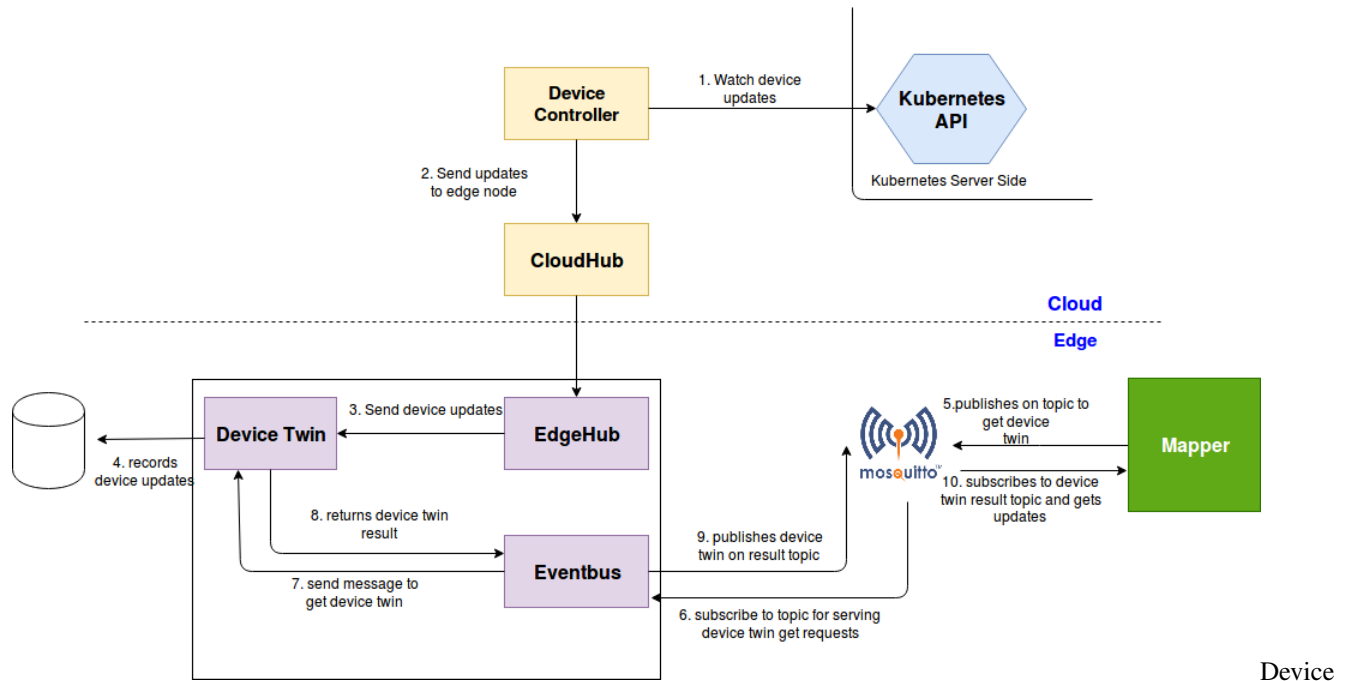 Device
Controller
1. Watch device
updates
Kubernetes
API
Kubernetes Server Side
2. Send updates
to edge node
CloudHub
Cloud
Edge
Device Twin
3. Send device updates
EdgeHub
4. records
device updates
mosquitto™
5.publishes on topic to
get device
twin
Mapper
10. subscribes to device
twin result topic and gets
updates
8. returns device twin
result
Eventbus
9. publishes device
twin on result topic
7. send message to
get device twin
6. subscribe to topic for serving
device twin get requests
Device